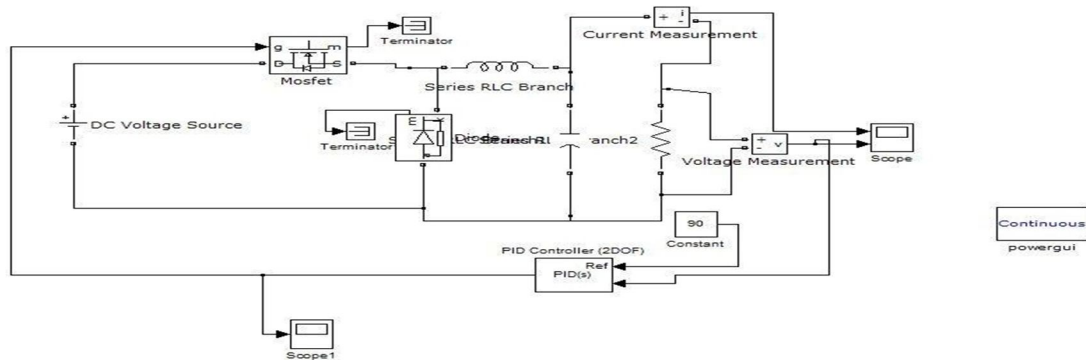 i
+
-
Current Measurement
g
m
D
S
Mosfet
Terminator
Series RLC Branch
+
DC Voltage Source
m
Terminator
Diode
ranch2
+
-
v
Voltage Measurement
Scope
90
Constant
PID Controller (2DOF)
Ref
PID(s)
Continuous
powergui
Scope1